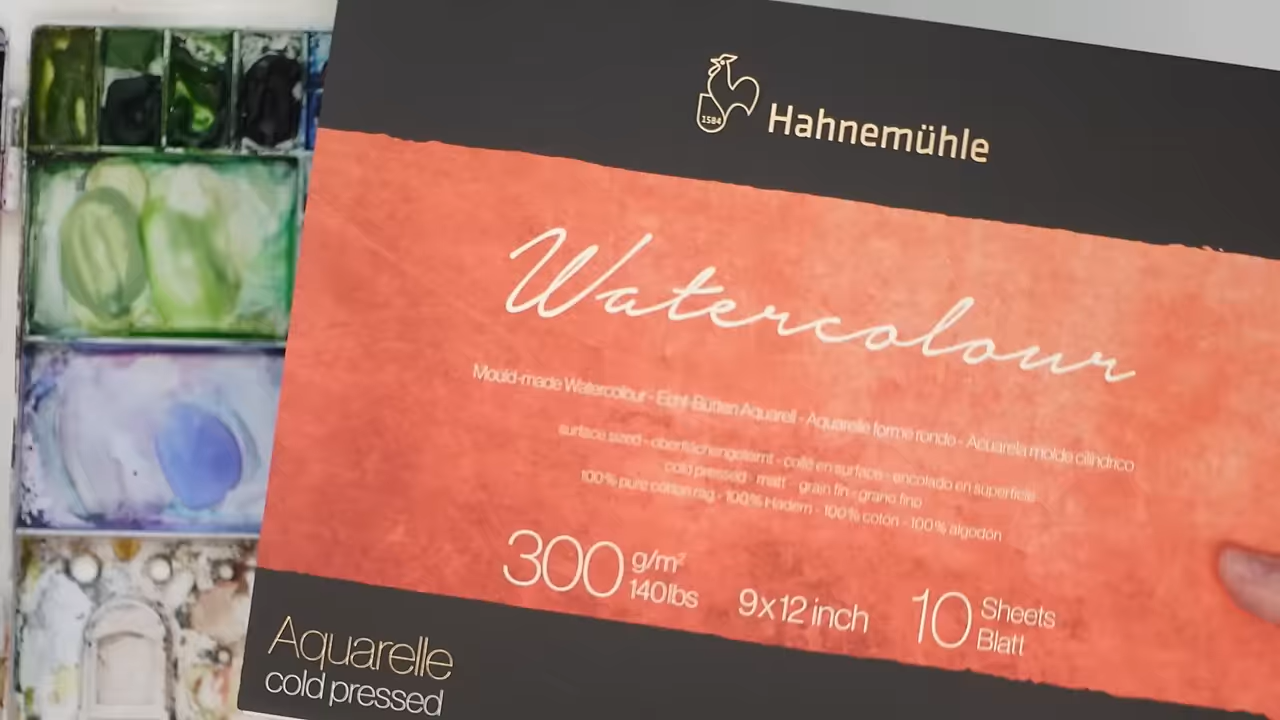 1584
Hahnemühle
Watercolour
Mould-made Watercolour - Echt-Bütten Aquarell - Aquarelle forme ronde - Acuarela molde cilíndrico
surface sized - oberflächengeleimt - collé en surface - encolado en superficie
cold pressed - matt - grain fin - grano fino
100% pure cotton rag - 100% Hadern - 100% coton - 100% algodón
300 g/m²
140lbs
9x12 inch
10 Sheets
Blatt
Aquarelle
cold pressed